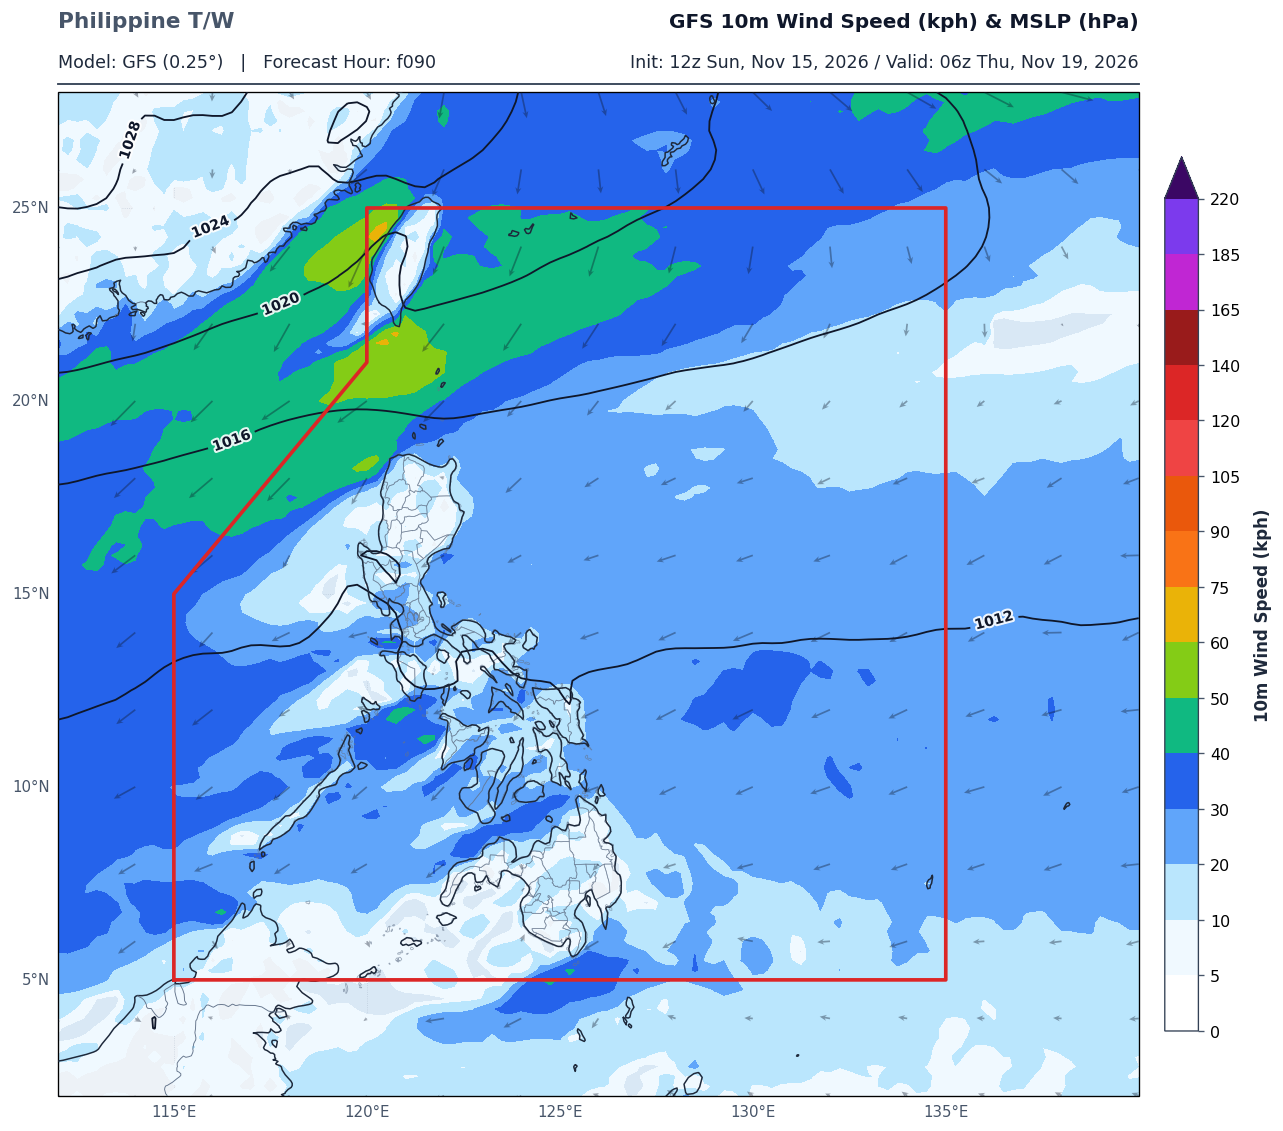 Philippine T/W
GFS 10m Wind Speed (kph) & MSLP (hPa)
Model: GFS (0.25°)   |   Forecast Hour: f090
Init: 12z Sun, Nov 15, 2026 / Valid: 06z Thu, Nov 19, 2026
1028
1024
1020
1016
1012
25°N
20°N
15°N
10°N
5°N
115°E
120°E
125°E
130°E
135°E
220
185
165
140
120
105
90
75
60
50
40
30
20
10
5
0
10m Wind Speed (kph)